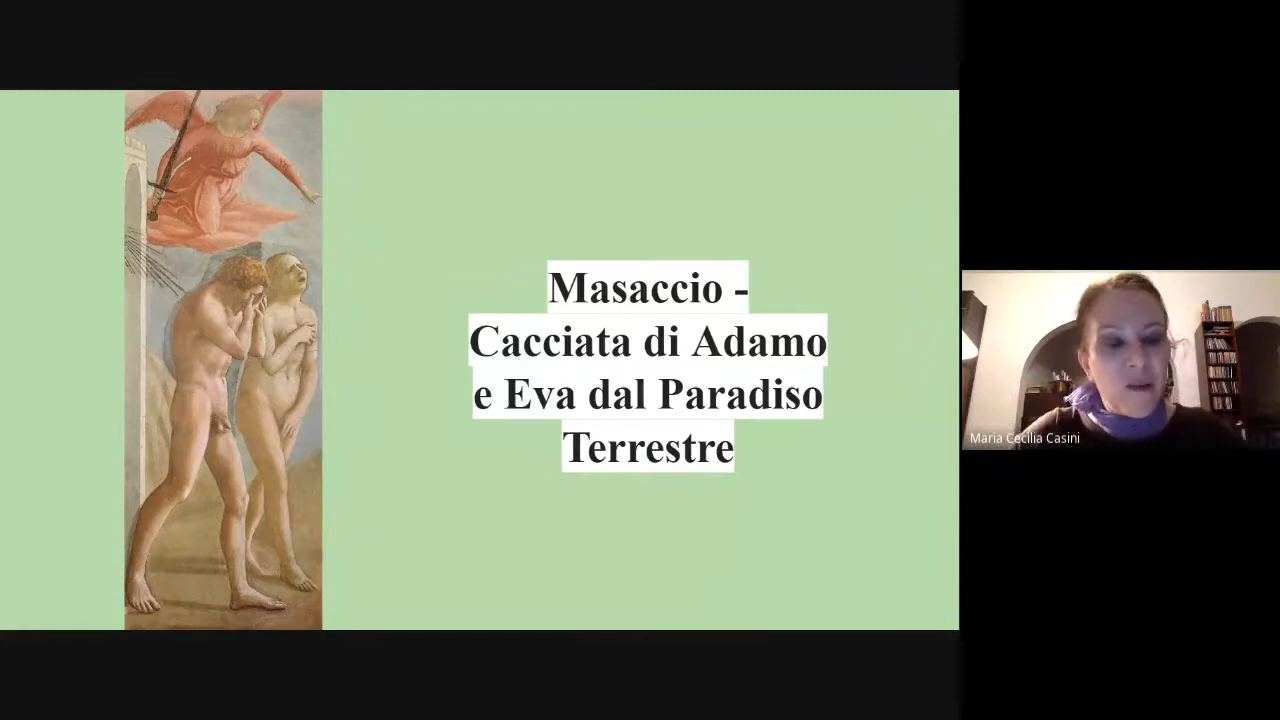 Masaccio -
Cacciata di Adamo
e Eva dal Paradiso
Terrestre
Maria Cecilia Casini